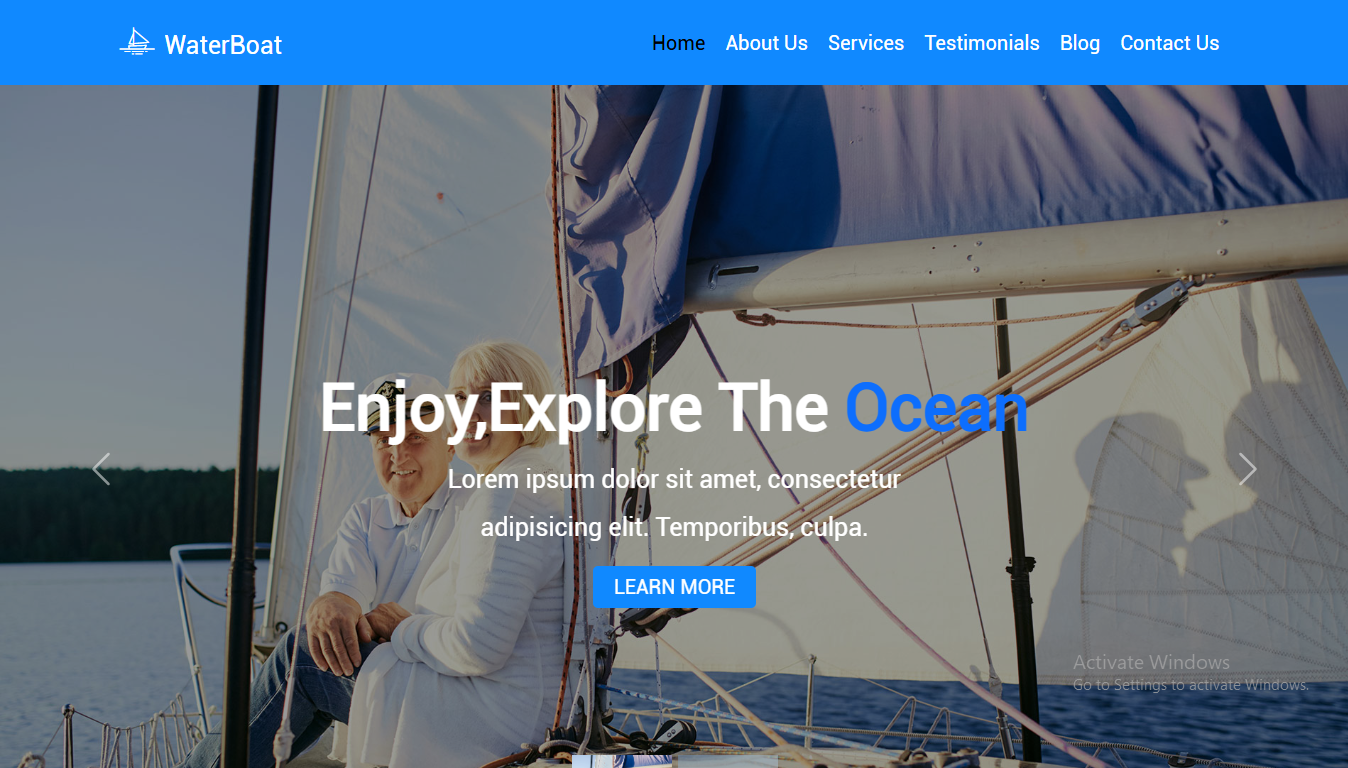 WaterBoat
Home About Us Services Testimonials Blog Contact Us
Enjoy,Explore The Ocean
Lorem ipsum dolor sit amet, consectetur
adipisicing elit. Temporibus, culpa.
LEARN MORE
Activate Windows
Go to Settings to activate Windows.